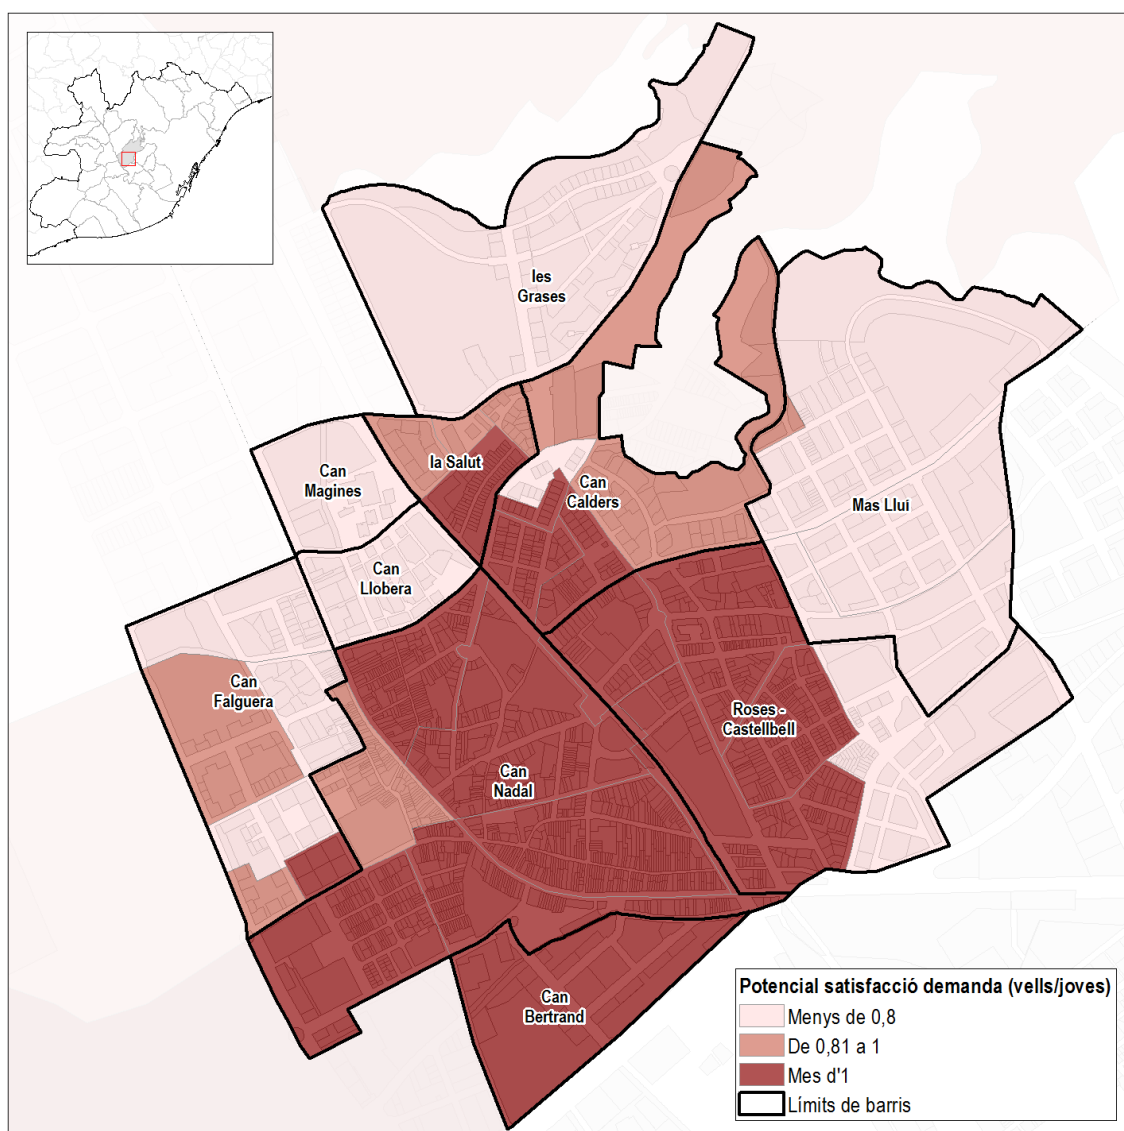 les
Grases
la Salut
Can
Magines
Can
Calders
Mas Lluí
Can
Llobera
Can
Falguera
Roses -
Castellbell
Can
Nadal
Can
Bertrand
Potencial satisfacció demanda (vells/joves)
Menys de 0,8
De 0,81 a 1
Mes d'1
Límits de barris